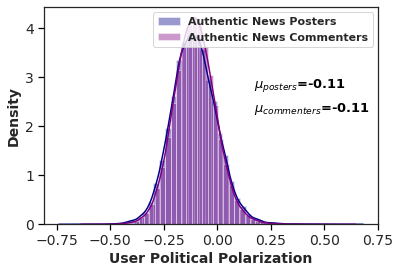 Authentic News Posters
Authentic News Commenters
μposters=-0.11
μcommenters=-0.11
Density
4
3
2
1
0
−0.75 −0.50 −0.25 0.00 0.25 0.50 0.75
User Political Polarization